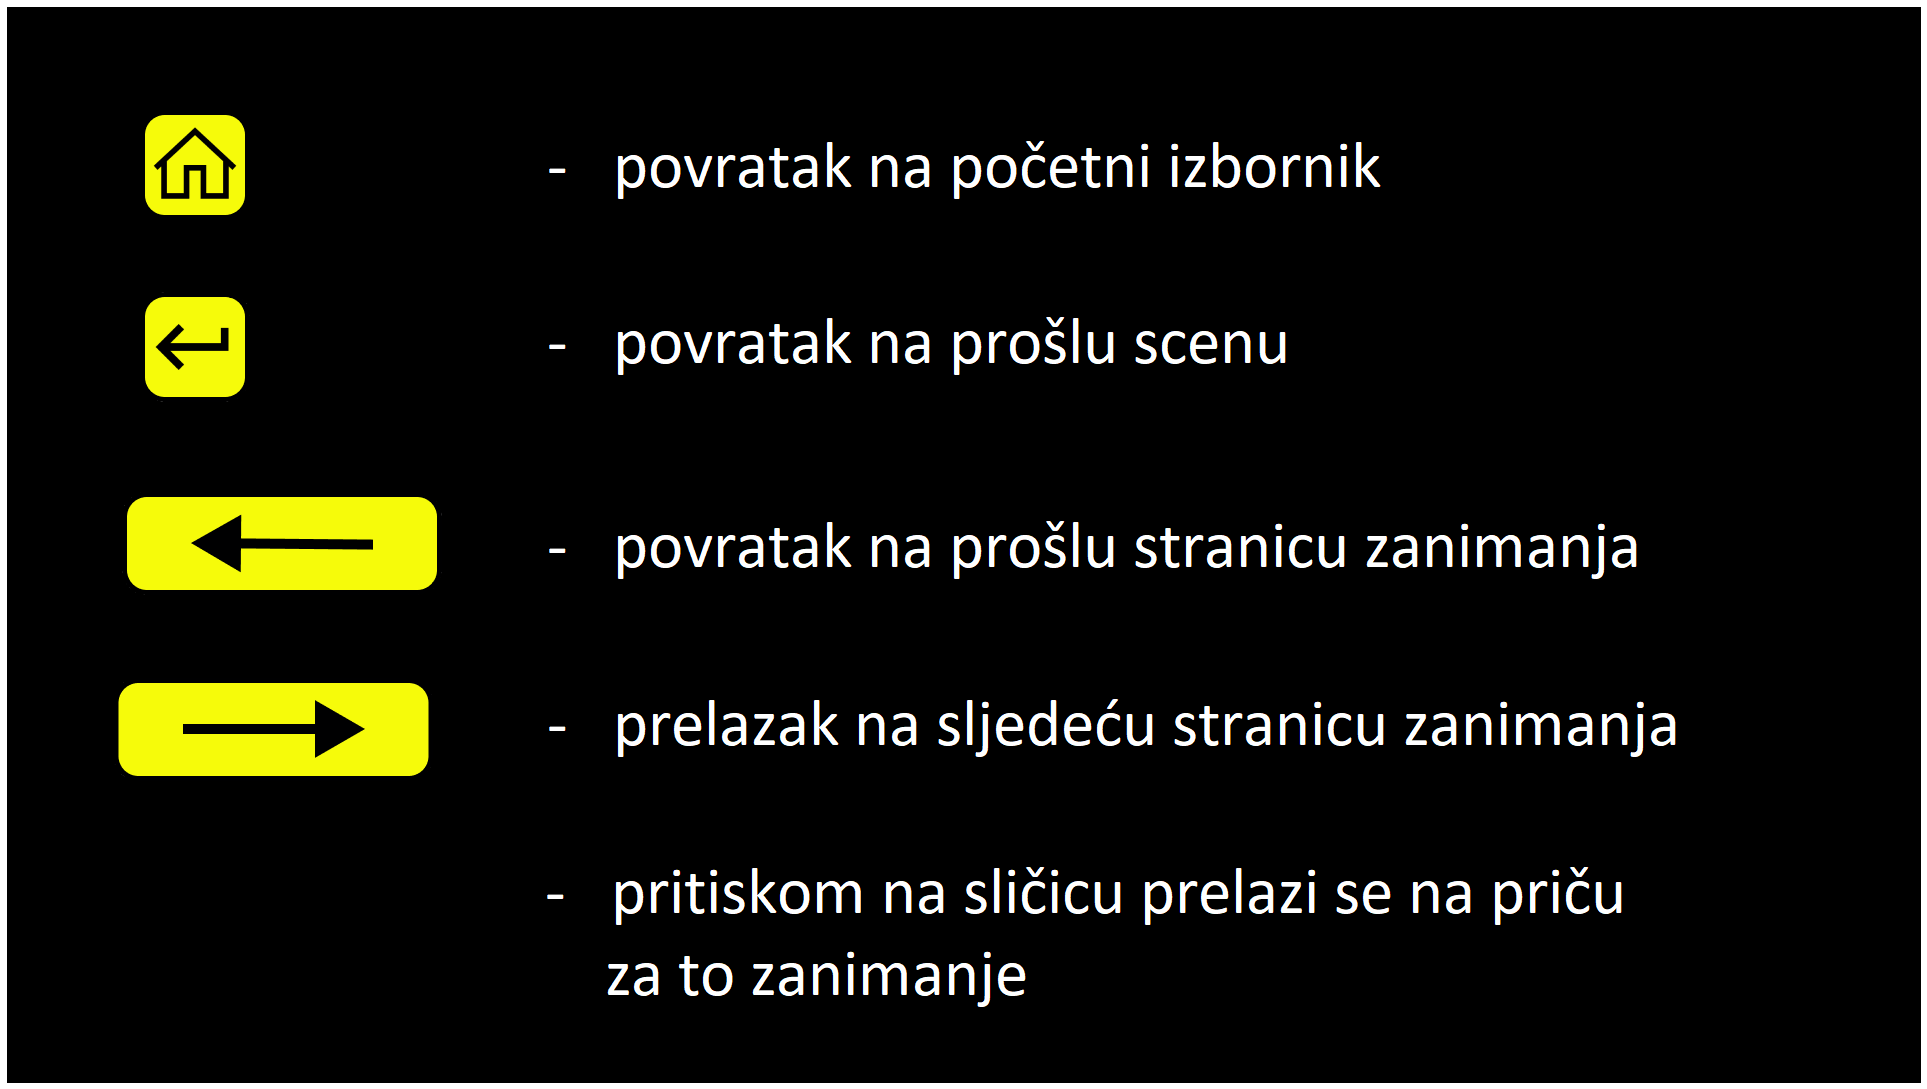 - povratak na početni izbornik
- povratak na prošlu scenu
- povratak na prošlu stranicu zanimanja
- prelazak na sljedeću stranicu zanimanja
- pritiskom na sličicu prelazi se na priču
za to zanimanje